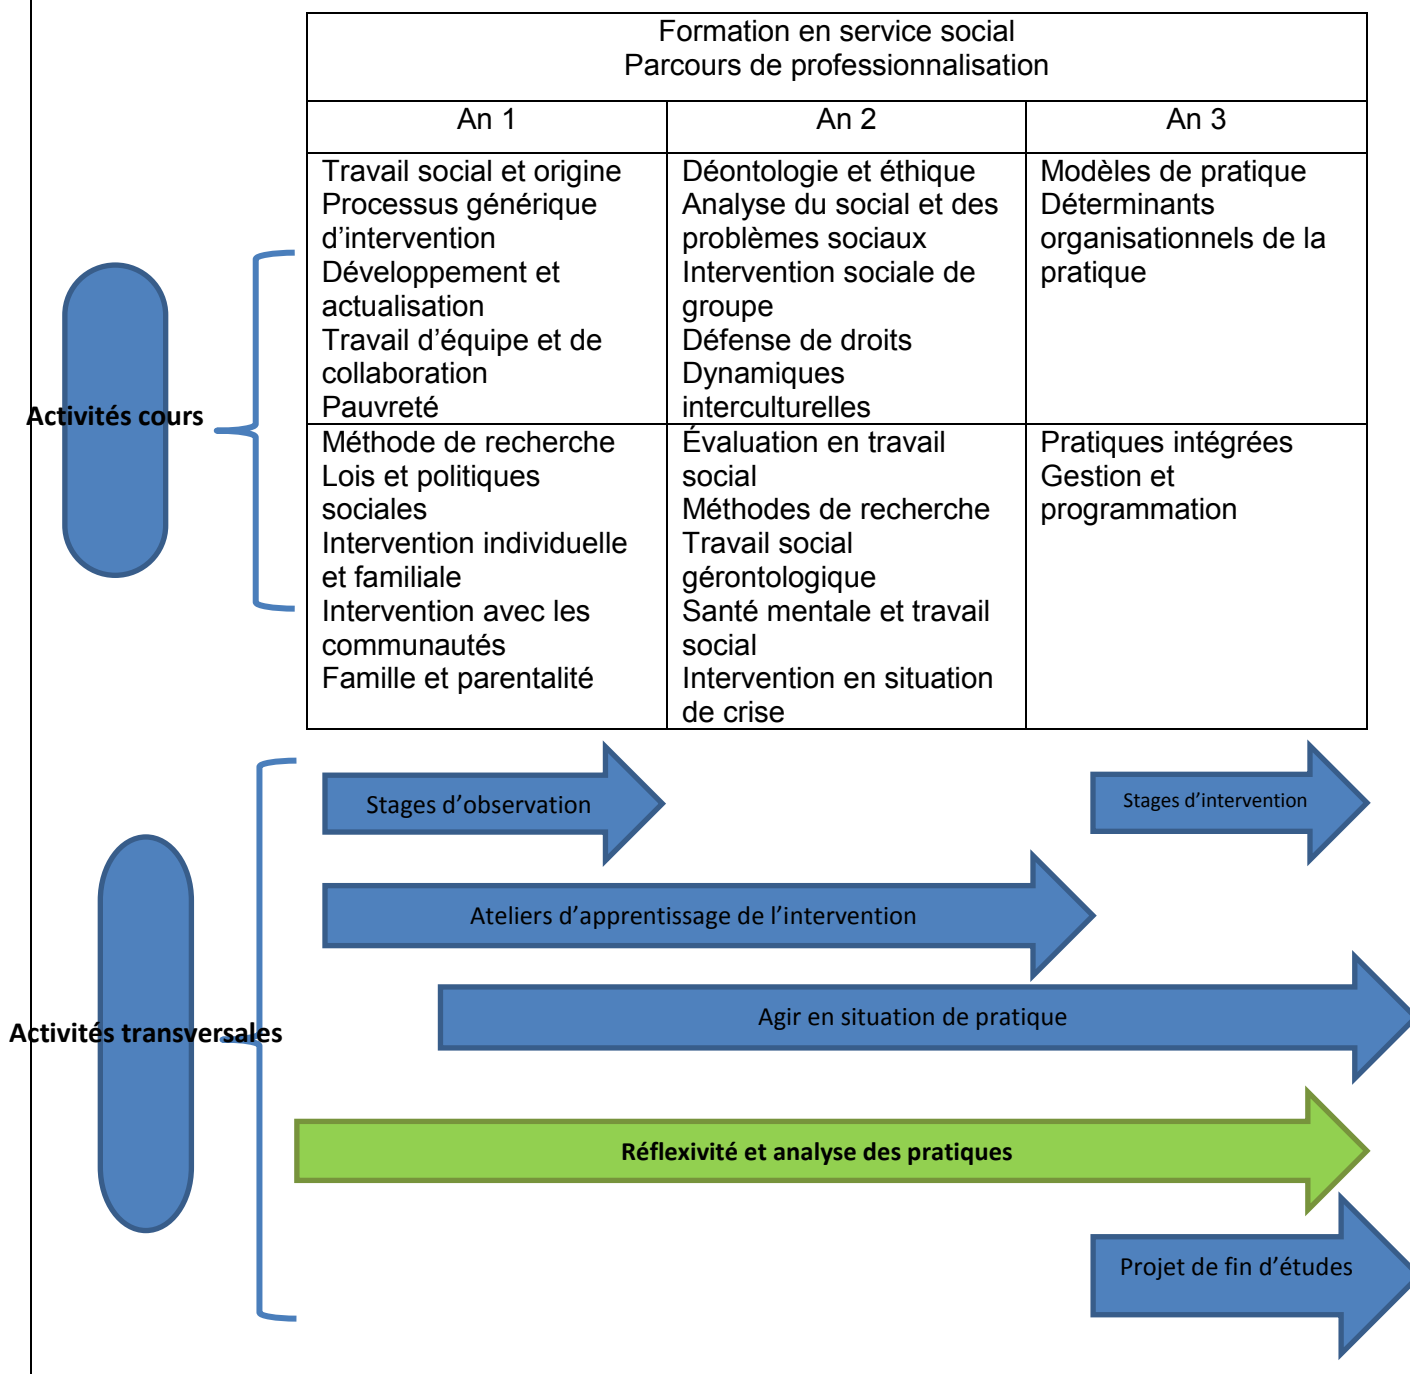 Formation en service social
Parcours de professionnalisation
An 1
An 2
An 3
Travail social et origine
Processus générique
d’intervention
Développement et
actualisation
Travail d’équipe et de
collaboration
Pauvreté
Déontologie et éthique
Analyse du social et des
problèmes sociaux
Intervention sociale de
groupe
Défense de droits
Dynamiques
interculturelles
Modèles de pratique
Déterminants
organisationnels de la
pratique
Activités cours
Méthode de recherche
Lois et politiques
sociales
Intervention individuelle
et familiale
Intervention avec les
communautés
Famille et parentalité
Évaluation en travail
social
Méthodes de recherche
Travail social
gérontologique
Santé mentale et travail
social
Intervention en situation
de crise
Pratiques intégrées
Gestion et
programmation
Stages d’observation
Stages d’intervention
Ateliers d’apprentissage de l’intervention
Agir en situation de pratique
Activités transversales
Réflexivité et analyse des pratiques
Projet de fin d’études